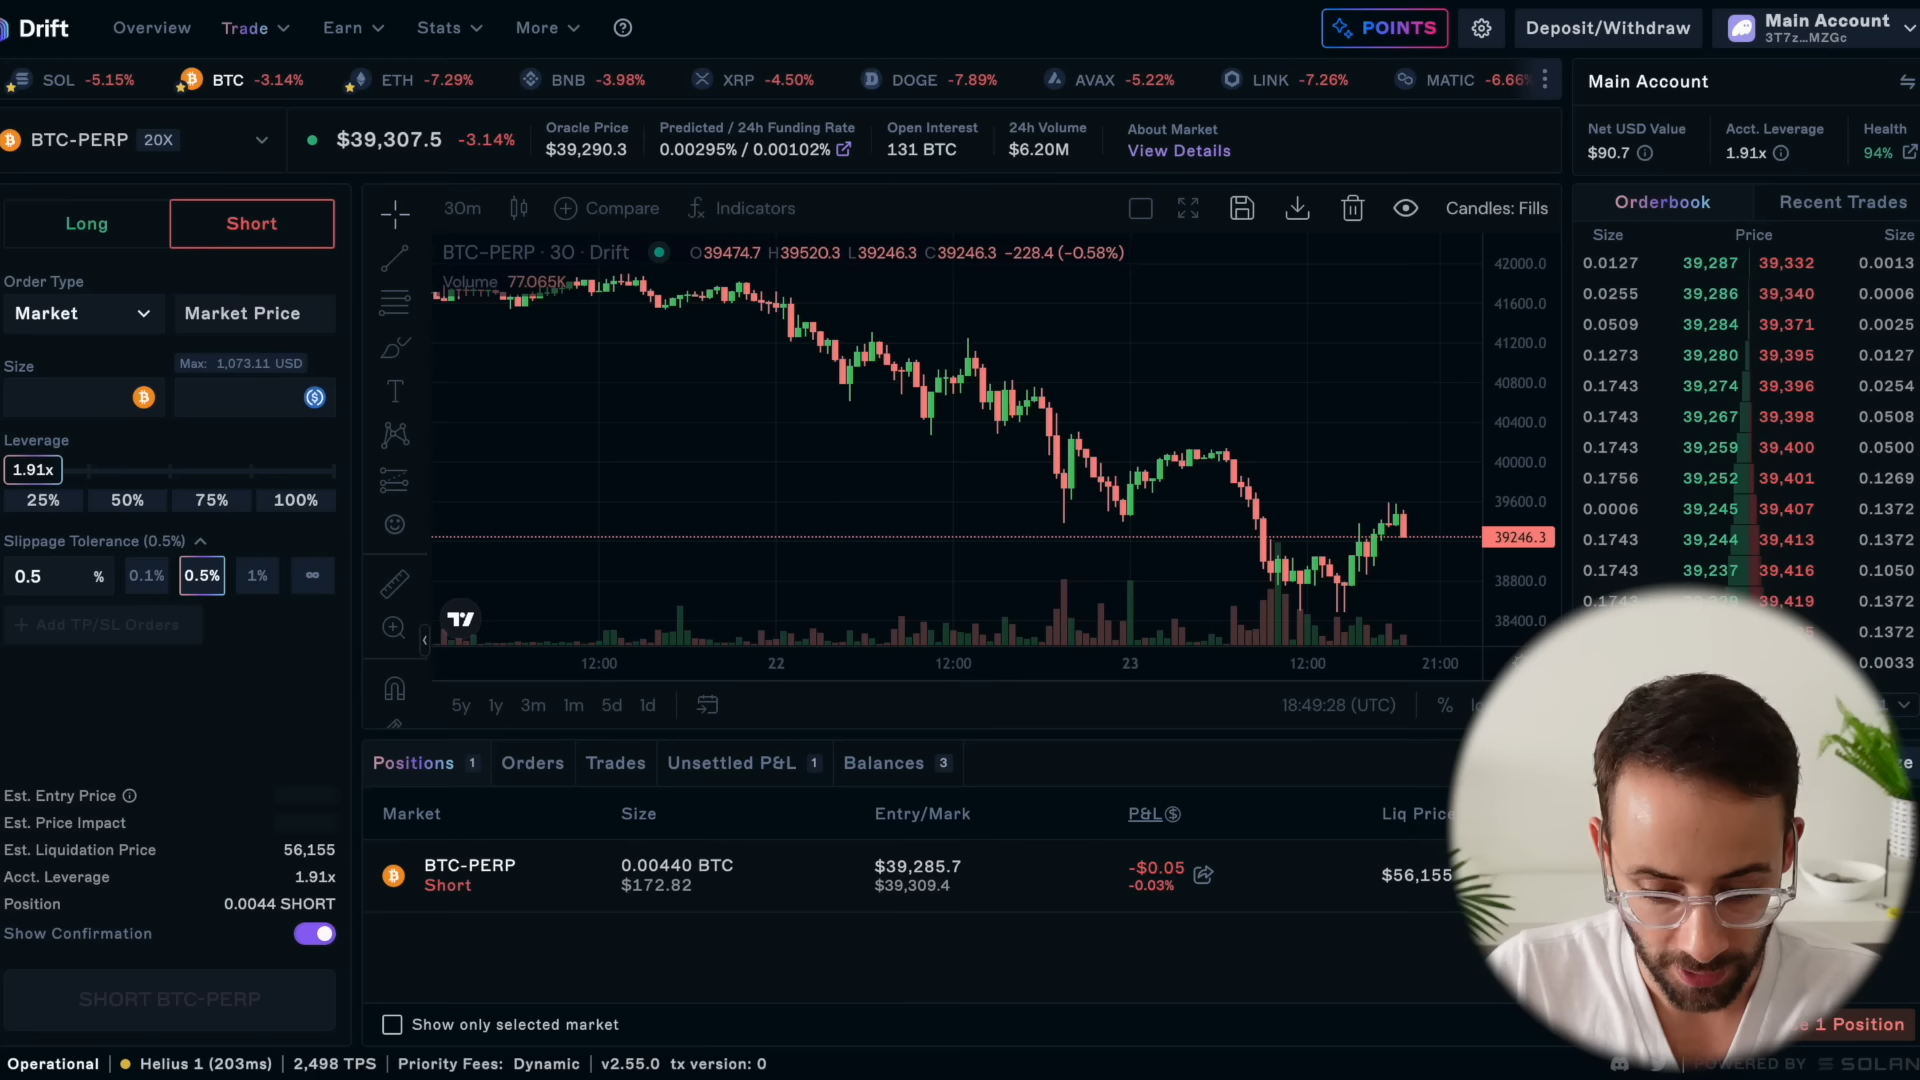 Drift Overview Trade Earn Stats More ? POINTS Deposit/Withdraw Main Account
3T7z...MZGc
SOL -5.15% BTC -3.14% ETH -7.29% BNB -3.98% XRP -4.50% DOGE -7.89% AVAX -5.22% LINK -7.26% MATIC -6.66%
Main Account
BTC-PERP 20X $39,307.5 -3.14%
Oracle Price
$39,290.3
Predicted / 24h Funding Rate
0.00295% / 0.00102%
Open Interest
131 BTC
24h Volume
$6.20M
About Market
View Details
Net USD Value
$90.7
Acct. Leverage
1.91x
Health
94%
Long Short
Order Type
Market Market Price
Size Max: 1,073.11 USD
Leverage
1.91x
25% 50% 75% 100%
Slippage Tolerance (0.5%)
0.5 % 0.1% 0.5% 1% ∞
+ Add TP/SL Orders
Est. Entry Price
Est. Price Impact
Est. Liquidation Price 56,155
Acct. Leverage 1.91x
Position 0.0044 SHORT
Show Confirmation
SHORT BTC-PERP
30m Compare Indicators Candles: Fills
BTC-PERP · 30 · Drift O39474.7 H39520.3 L39246.3 C39246.3 -228.4 (-0.58%)
Volume 77.065K
42000.0
41600.0
41200.0
40800.0
40400.0
40000.0
39600.0
39246.3
38800.0
38400.0
12:00 22 12:00 23 12:00 21:00
5y 1y 3m 1m 5d 1d 18:49:28 (UTC) %
Orderbook Recent Trades
Size Price Size
0.0127 39,287 39,332 0.0013
0.0255 39,286 39,340 0.0006
0.0509 39,284 39,371 0.0025
0.1273 39,280 39,395 0.0127
0.1743 39,274 39,396 0.0254
0.1743 39,267 39,398 0.0508
0.1743 39,259 39,400 0.0500
0.1756 39,252 39,401 0.1269
0.0006 39,245 39,407 0.1372
0.1743 39,244 39,413 0.1372
0.1743 39,237 39,416 0.1050
39,419 0.1372
0.1372
0.0033
Positions 1 Orders Trades Unsettled P&L 1 Balances 3
Market Size Entry/Mark P&L Liq Price
BTC-PERP 0.00440 BTC $39,285.7 -$0.05 $56,155
Short $172.82 $39,309.4 -0.03%
Show only selected market 1 Position
Operational Helius 1 (203ms) 2,498 TPS Priority Fees: Dynamic v2.55.0 tx version: 0 POWERED BY